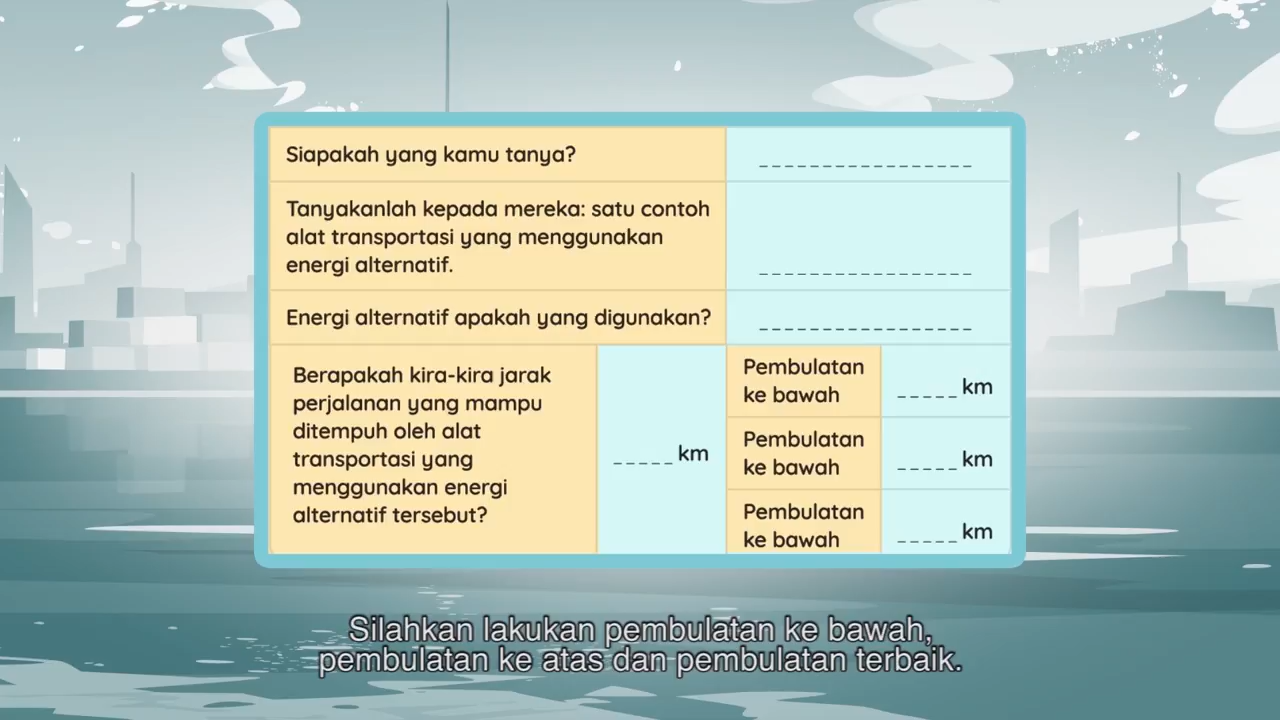 Siapakah yang kamu tanya?
_ _ _ _ _ _ _ _ _ _ _ _ _ _ _ _
Tanyakanlah kepada mereka: satu contoh
alat transportasi yang menggunakan
energi alternatif.
_ _ _ _ _ _ _ _ _ _ _ _ _ _ _ _
Energi alternatif apakah yang digunakan?
_ _ _ _ _ _ _ _ _ _ _ _ _ _ _ _
Berapakah kira-kira jarak
perjalanan yang mampu
ditempuh oleh alat
transportasi yang
menggunakan energi
alternatif tersebut?
_ _ _ _ _ km
Pembulatan
ke bawah
_ _ _ _ _ km
Pembulatan
ke bawah
_ _ _ _ _ km
Pembulatan
ke bawah
_ _ _ _ _ km
Silahkan lakukan pembulatan ke bawah,
pembulatan ke atas dan pembulatan terbaik.